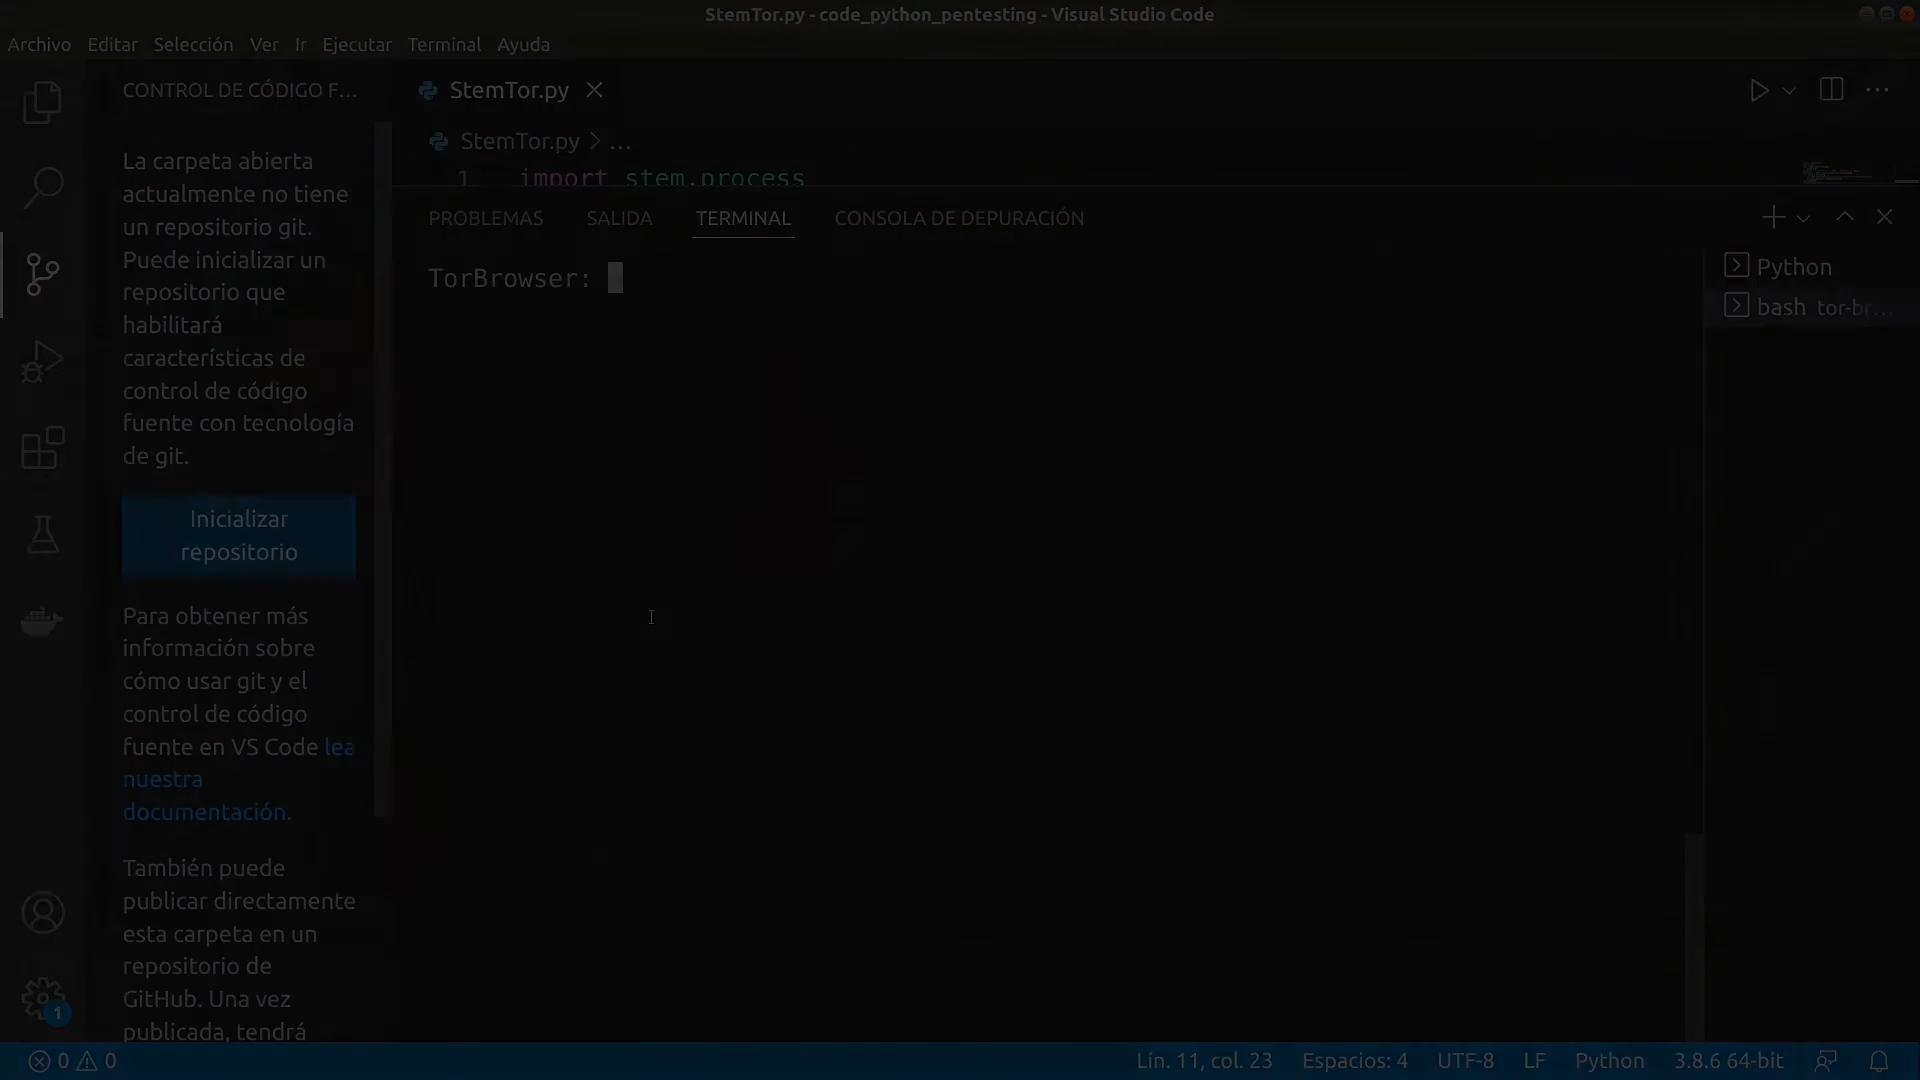 StemTor.py - code_python_pentesting - Visual Studio Code
Archivo Editar Selección Ver Ir Ejecutar Terminal Ayuda
CONTROL DE CÓDIGO F...
StemTor.py
StemTor.py > ...
1 import stem.process
La carpeta abierta
actualmente no tiene
un repositorio git.
Puede inicializar un
repositorio que
habilitará
características de
control de código
fuente con tecnología
de git.
Inicializar
repositorio
Para obtener más
información sobre
cómo usar git y el
control de código
fuente en VS Code lea
nuestra
documentación.
También puede
publicar directamente
esta carpeta en un
repositorio de
GitHub. Una vez
publicada, tendrá
PROBLEMAS SALIDA TERMINAL CONSOLA DE DEPURACIÓN
TorBrowser:
Python
bash tor-br...
1
0 0
Lín. 11, col. 23 Espacios: 4 UTF-8 LF Python 3.8.6 64-bit